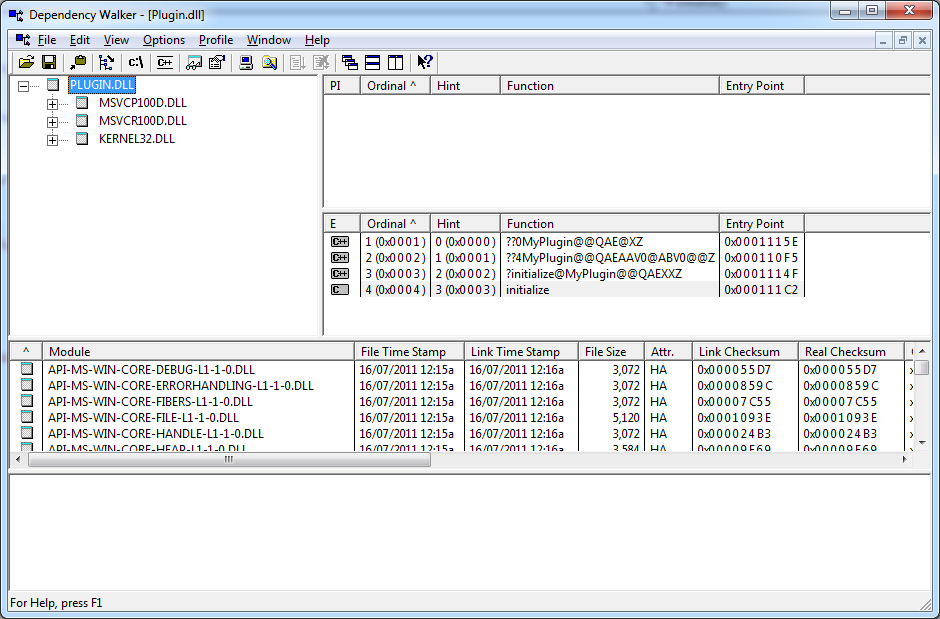 Dependency Walker - [Plugin.dll]
File Edit View Options Profile Window Help
c:\ C++
PLUGIN.DLL
MSVCP100D.DLL
MSVCR100D.DLL
KERNEL32.DLL
PI Ordinal ^ Hint Function Entry Point
E Ordinal ^ Hint Function Entry Point
C++ 1 (0x0001) 0 (0x0000) ??0MyPlugin@@QAE@XZ 0x0001115E
C++ 2 (0x0002) 1 (0x0001) ??4MyPlugin@@QAEAAV0@ABV0@@Z 0x000110F5
C++ 3 (0x0003) 2 (0x0002) ?initialize@MyPlugin@@QAEXXZ 0x0001114F
C 4 (0x0004) 3 (0x0003) initialize 0x000111C2
^ Module File Time Stamp Link Time Stamp File Size Attr. Link Checksum Real Checksum
API-MS-WIN-CORE-DEBUG-L1-1-0.DLL 16/07/2011 12:15a 16/07/2011 12:16a 3,072 HA 0x000055D7 0x000055D7
API-MS-WIN-CORE-ERRORHANDLING-L1-1-0.DLL 16/07/2011 12:15a 16/07/2011 12:16a 3,072 HA 0x0000859C 0x0000859C
API-MS-WIN-CORE-FIBERS-L1-1-0.DLL 16/07/2011 12:15a 16/07/2011 12:16a 3,072 HA 0x00007C55 0x00007C55
API-MS-WIN-CORE-FILE-L1-1-0.DLL 16/07/2011 12:15a 16/07/2011 12:16a 5,120 HA 0x0001093E 0x0001093E
API-MS-WIN-CORE-HANDLE-L1-1-0.DLL 16/07/2011 12:15a 16/07/2011 12:16a 3,072 HA 0x000024B3 0x000024B3
API-MS-WIN-CORE-HEAP-L1-1-0.DLL 16/07/2011 12:15a 16/07/2011 12:16a 3,584 HA 0x00009E69 0x00009E69
For Help, press F1